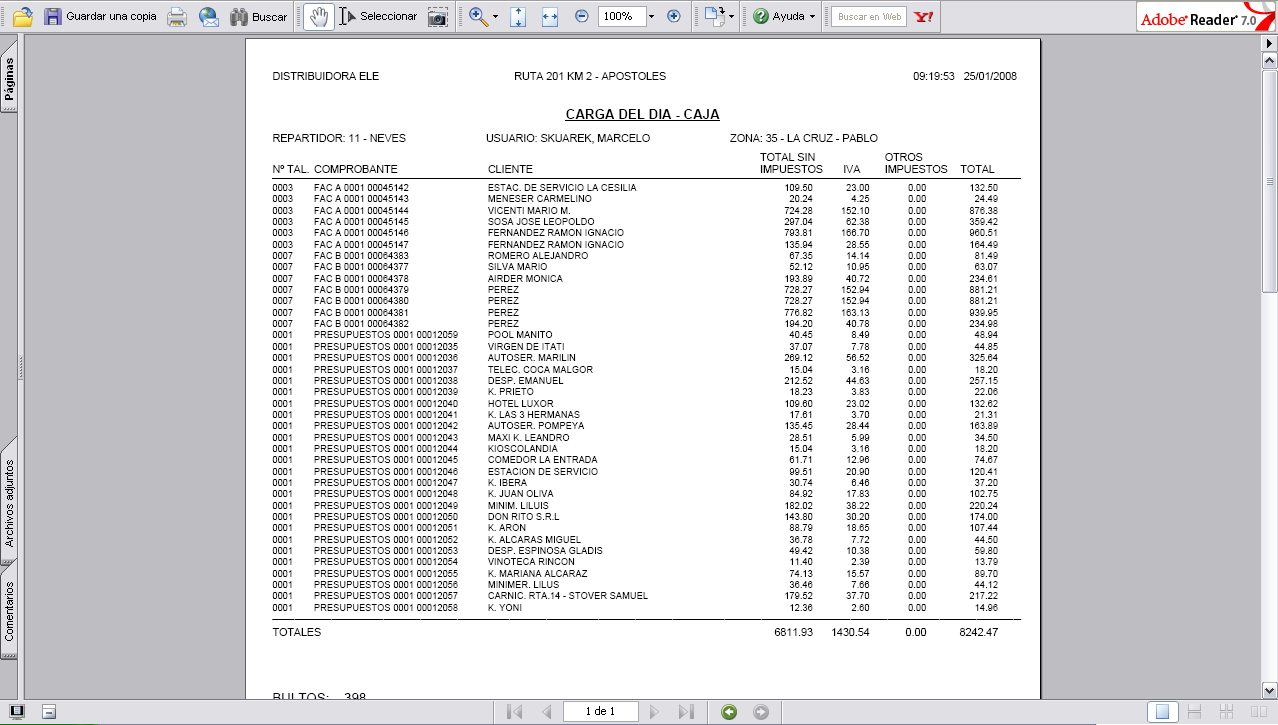 Guardar una copia Buscar Seleccionar 100% Ayuda Buscar en Web Y! Adobe® Reader® 7.0
Páginas
Archivos adjuntos
Comentarios
DISTRIBUIDORA ELE RUTA 201 KM 2 - APOSTOLES 09:19:53 25/01/2008
CARGA DEL DIA - CAJA
REPARTIDOR: 11 - NEVES USUARIO: SKUAREK, MARCELO ZONA: 35 - LA CRUZ - PABLO
TOTAL SIN OTROS
Nº TAL. COMPROBANTE CLIENTE IMPUESTOS IVA IMPUESTOS TOTAL
0003 FAC A 0001 00045142 ESTAC. DE SERVICIO LA CESILIA 109.50 23.00 0.00 132.50
0003 FAC A 0001 00045143 MENESER CARMELINO 20.24 4.25 0.00 24.49
0003 FAC A 0001 00045144 VICENTI MARIO M. 724.28 152.10 0.00 876.38
0003 FAC A 0001 00045145 SOSA JOSE LEOPOLDO 297.04 62.38 0.00 359.42
0003 FAC A 0001 00045146 FERNANDEZ RAMON IGNACIO 793.81 166.70 0.00 960.51
0003 FAC A 0001 00045147 FERNANDEZ RAMON IGNACIO 135.94 28.55 0.00 164.49
0007 FAC B 0001 00064383 ROMERO ALEJANDRO 67.35 14.14 0.00 81.49
0007 FAC B 0001 00064377 SILVA MARIO 52.12 10.95 0.00 63.07
0007 FAC B 0001 00064378 AIRDER MONICA 193.89 40.72 0.00 234.61
0007 FAC B 0001 00064379 PEREZ 728.27 152.94 0.00 881.21
0007 FAC B 0001 00064380 PEREZ 728.27 152.94 0.00 881.21
0007 FAC B 0001 00064381 PEREZ 776.82 163.13 0.00 939.95
0007 FAC B 0001 00064382 PEREZ 194.20 40.78 0.00 234.98
0001 PRESUPUESTOS 0001 00012059 POOL MANITO 40.45 8.49 0.00 48.94
0001 PRESUPUESTOS 0001 00012035 VIRGEN DE ITATI 37.07 7.78 0.00 44.85
0001 PRESUPUESTOS 0001 00012036 AUTOSER. MARILIN 269.12 56.52 0.00 325.64
0001 PRESUPUESTOS 0001 00012037 TELEC. COCA MALGOR 15.04 3.16 0.00 18.20
0001 PRESUPUESTOS 0001 00012038 DESP. EMANUEL 212.52 44.63 0.00 257.15
0001 PRESUPUESTOS 0001 00012039 K. PRIETO 18.23 3.83 0.00 22.06
0001 PRESUPUESTOS 0001 00012040 HOTEL LUXOR 109.60 23.02 0.00 132.62
0001 PRESUPUESTOS 0001 00012041 K. LAS 3 HERMANAS 17.61 3.70 0.00 21.31
0001 PRESUPUESTOS 0001 00012042 AUTOSER. POMPEYA 135.45 28.44 0.00 163.89
0001 PRESUPUESTOS 0001 00012043 MAXI K. LEANDRO 28.51 5.99 0.00 34.50
0001 PRESUPUESTOS 0001 00012044 KIOSCOLANDIA 15.04 3.16 0.00 18.20
0001 PRESUPUESTOS 0001 00012045 COMEDOR LA ENTRADA 61.71 12.96 0.00 74.67
0001 PRESUPUESTOS 0001 00012046 ESTACION DE SERVICIO 99.51 20.90 0.00 120.41
0001 PRESUPUESTOS 0001 00012047 K. IBERA 30.74 6.46 0.00 37.20
0001 PRESUPUESTOS 0001 00012048 K. JUAN OLIVA 84.92 17.83 0.00 102.75
0001 PRESUPUESTOS 0001 00012049 MINIM. LILUIS 182.02 38.22 0.00 220.24
0001 PRESUPUESTOS 0001 00012050 DON RITO S.R.L 143.80 30.20 0.00 174.00
0001 PRESUPUESTOS 0001 00012051 K. ARON 88.79 18.65 0.00 107.44
0001 PRESUPUESTOS 0001 00012052 K. ALCARAS MIGUEL 36.78 7.72 0.00 44.50
0001 PRESUPUESTOS 0001 00012053 DESP. ESPINOSA GLADIS 49.42 10.38 0.00 59.80
0001 PRESUPUESTOS 0001 00012054 VINOTECA RINCON 11.40 2.39 0.00 13.79
0001 PRESUPUESTOS 0001 00012055 K. MARIANA ALCARAZ 74.13 15.57 0.00 89.70
0001 PRESUPUESTOS 0001 00012056 MINIMER. LILUS 36.46 7.66 0.00 44.12
0001 PRESUPUESTOS 0001 00012057 CARNIC. RTA.14 - STOVER SAMUEL 179.52 37.70 0.00 217.22
0001 PRESUPUESTOS 0001 00012058 K. YONI 12.36 2.60 0.00 14.96
TOTALES 6811.93 1430.54 0.00 8242.47
BULTOS: 398
1 de 1